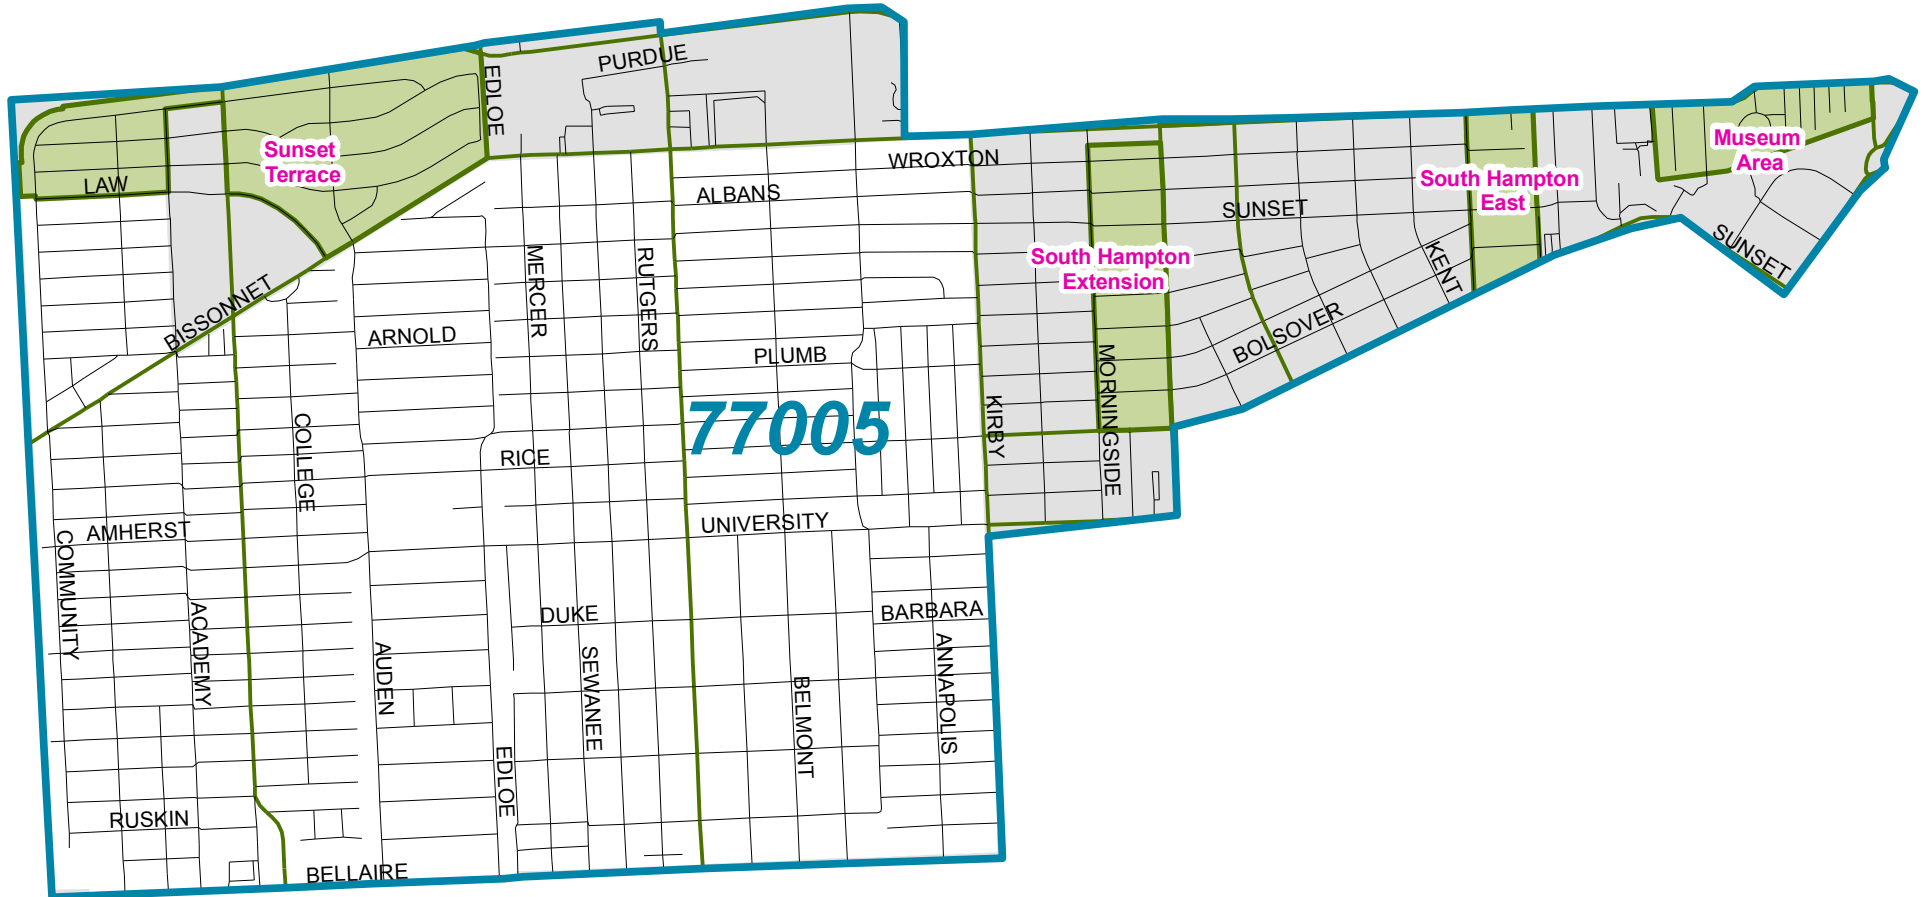 PURDUE
EDLOE
Sunset
Terrace
LAW
WROXTON
ALBANS
Museum
Area
South Hampton
East
SUNSET
SUNSET
South Hampton
Extension
KENT
MERCER
RUTGERS
BISSONNET
ARNOLD
PLUMB
BOLSOVER
MORNINGSIDE
77005
KIRBY
COLLEGE
RICE
AMHERST
UNIVERSITY
COMMUNITY
ACADEMY
DUKE
BARBARA
AUDEN
SEWANEE
BELMONT
ANNAPOLIS
EDLOE
RUSKIN
BELLAIRE